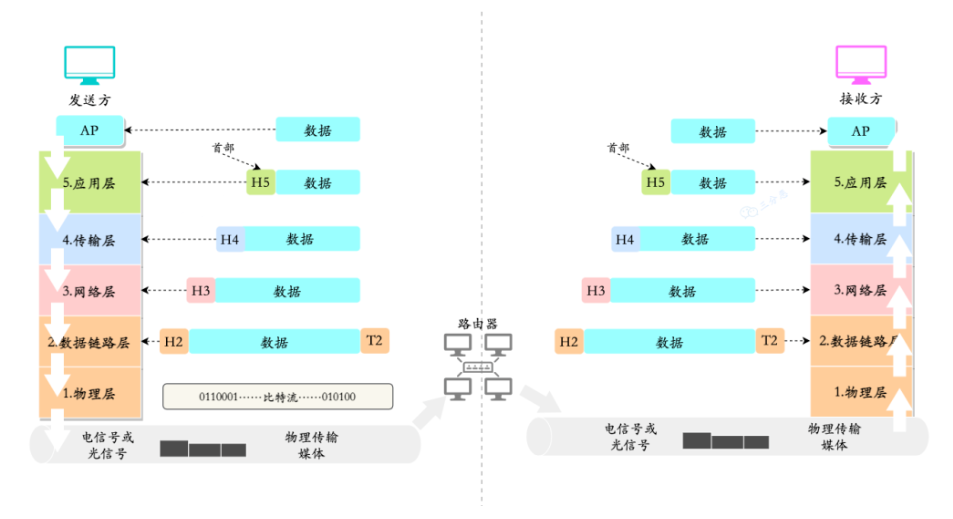 发送方
AP
数据
首部
5.应用层
H5
数据
4.传输层
H4
数据
3.网络层
H3
数据
2.数据链路层
H2
数据
T2
1.物理层
0110001……比特流……010100
电信号或
光信号
物理传输
媒体
路由器
接收方
数据
AP
首部
H5
数据
5.应用层
H4
数据
4.传输层
H3
数据
3.网络层
H2
数据
T2
2.数据链路层
1.物理层
电信号或
光信号
物理传输
媒体